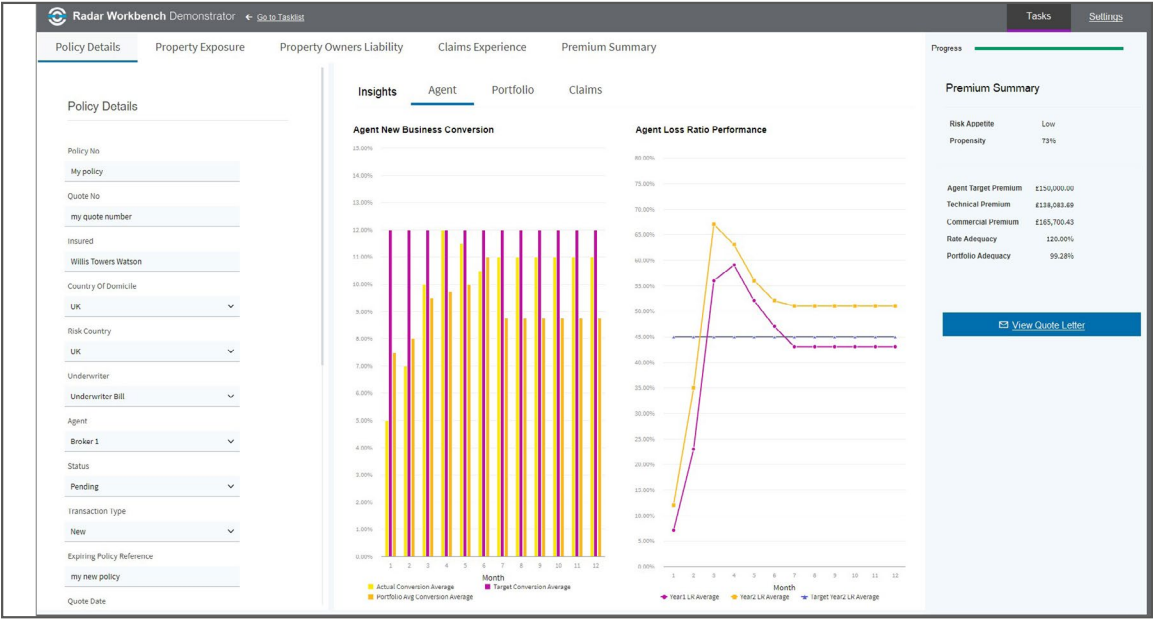 Radar Workbench Demonstrator ← Go to Tasklist
Tasks
Settings
Policy Details
Property Exposure
Property Owners Liability
Claims Experience
Premium Summary
Progress
Policy Details
Policy No
My policy
Quote No
my quote number
Insured
Willis Towers Watson
Country Of Domicile
UK
Risk Country
UK
Underwriter
Underwriter Bill
Agent
Broker 1
Status
Pending
Transaction Type
New
Expiring Policy Reference
my new policy
Quote Date
Insights
Agent
Portfolio
Claims
Agent New Business Conversion
15.00%
14.00%
13.00%
12.00%
11.00%
10.00%
9.00%
8.00%
7.00%
6.00%
5.00%
4.00%
3.00%
2.00%
1.00%
0.00%
1 2 3 4 5 6 7 8 9 10 11 12
Month
Actual Conversion Average
Target Conversion Average
Portfolio Avg Conversion Average
Agent Loss Ratio Performance
80.00%
75.00%
70.00%
65.00%
60.00%
55.00%
50.00%
45.00%
40.00%
35.00%
30.00%
25.00%
20.00%
15.00%
10.00%
5.00%
0.00%
1 2 3 4 5 6 7 8 9 10 11 12
Month
Year1 LR Average
Year2 LR Average
Target Year2 LR Average
Premium Summary
Risk Appetite Low
Propensity 73%
Agent Target Premium £150,000.00
Technical Premium £138,083.69
Commercial Premium £165,700.43
Rate Adequacy 120.00%
Portfolio Adequacy 99.28%
View Quote Letter